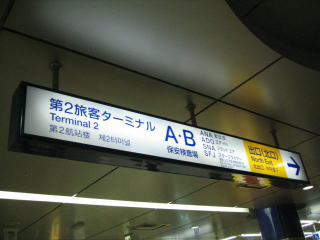 第2旅客ターミナル
Terminal 2
第2航站楼 제2터미널
A・B
保安検査場
ANA
ADO
SNA
SFJ
出口(北口)
North Exit